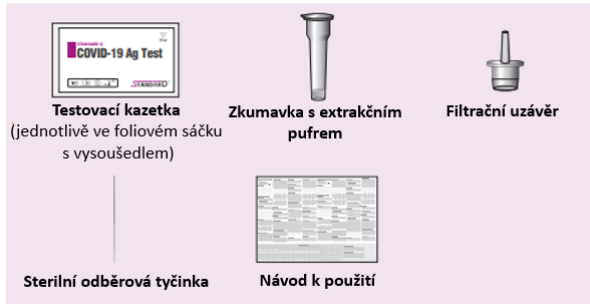 STANDARD Q
COVID-19 Ag Test
STANDARD
Testovací kazetka
(jednotlivě ve foliovém sáčku
s vysoušedlem)
Zkumavka s extrakčním
pufrem
Filtrační uzávěr
Sterilní odběrová tyčinka
Návod k použití